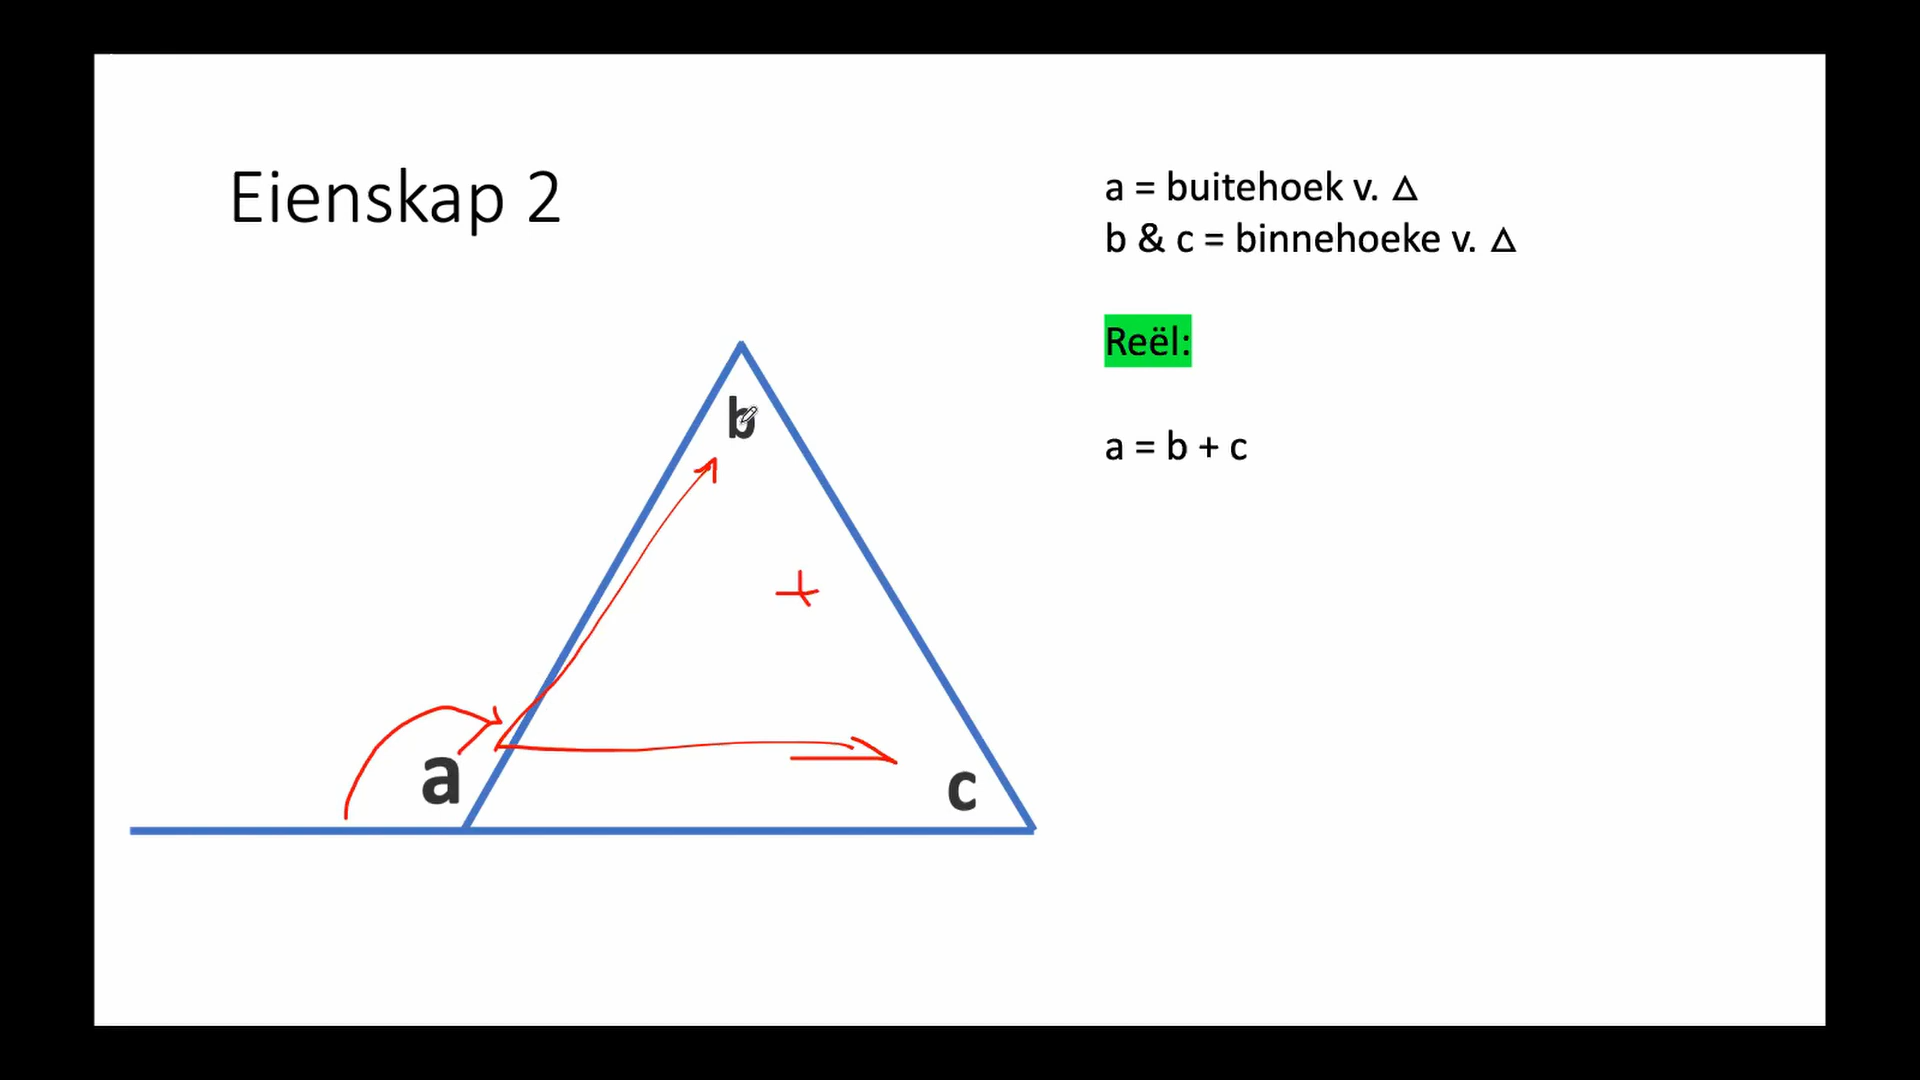 Eienskap 2
a = buitehoek v. △
b & c = binnehoeke v. △
Reël:
a = b + c
b
+
a
c